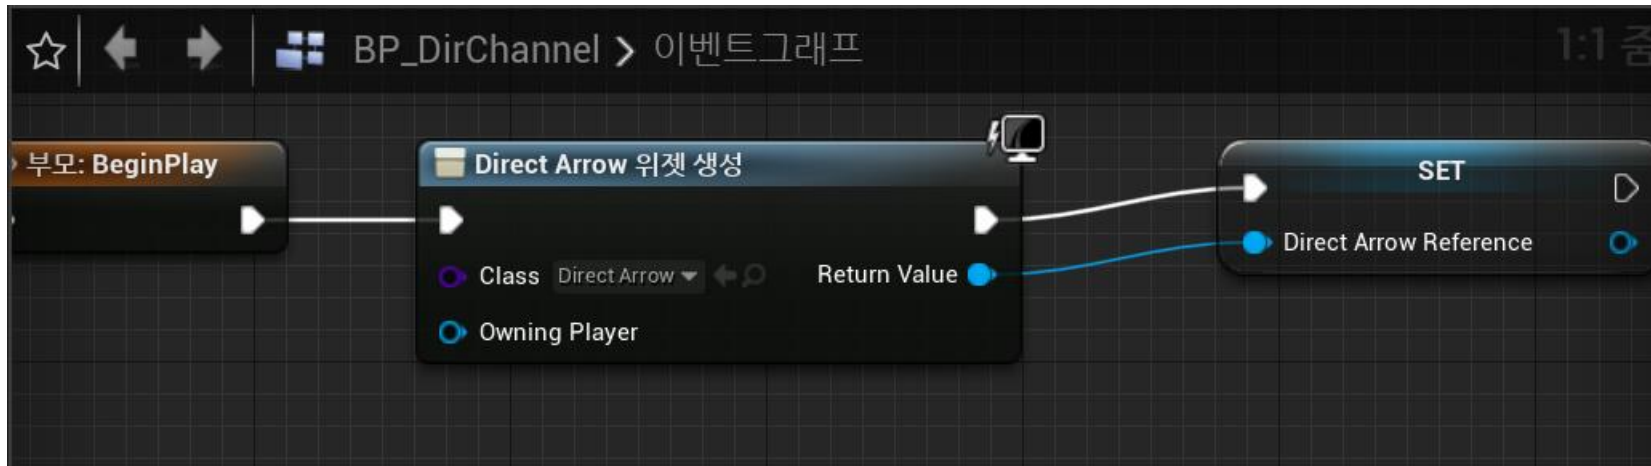 BP_DirChannel > 이벤트그래프
1:1 줌
부모: BeginPlay
Direct Arrow 위젯 생성
Class Direct Arrow
Return Value
Owning Player
SET
Direct Arrow Reference